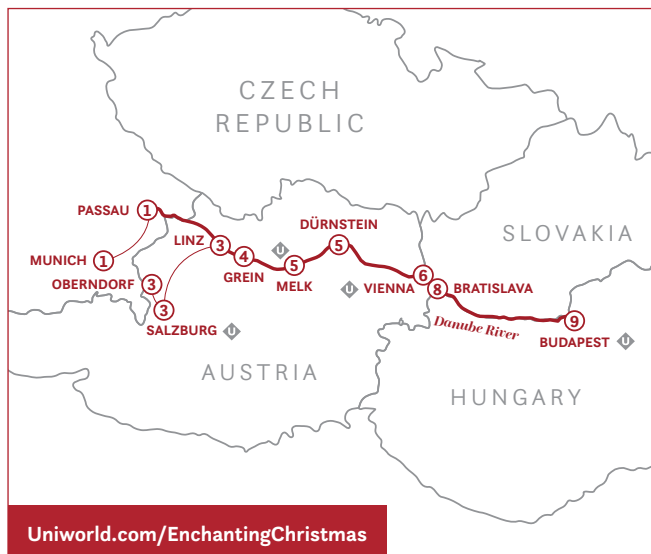 CZECH
REPUBLIC
PASSAU 1
DÜRNSTEIN
LINZ 3
4
5
SLOVAKIA
MUNICH 1
GREIN
U
5
MELK
OBERNDORF 3
U
VIENNA 6
8 BRATISLAVA
3
SALZBURG
U
Danube River
9
BUDAPEST
U
AUSTRIA
HUNGARY
Uniworld.com/EnchantingChristmas